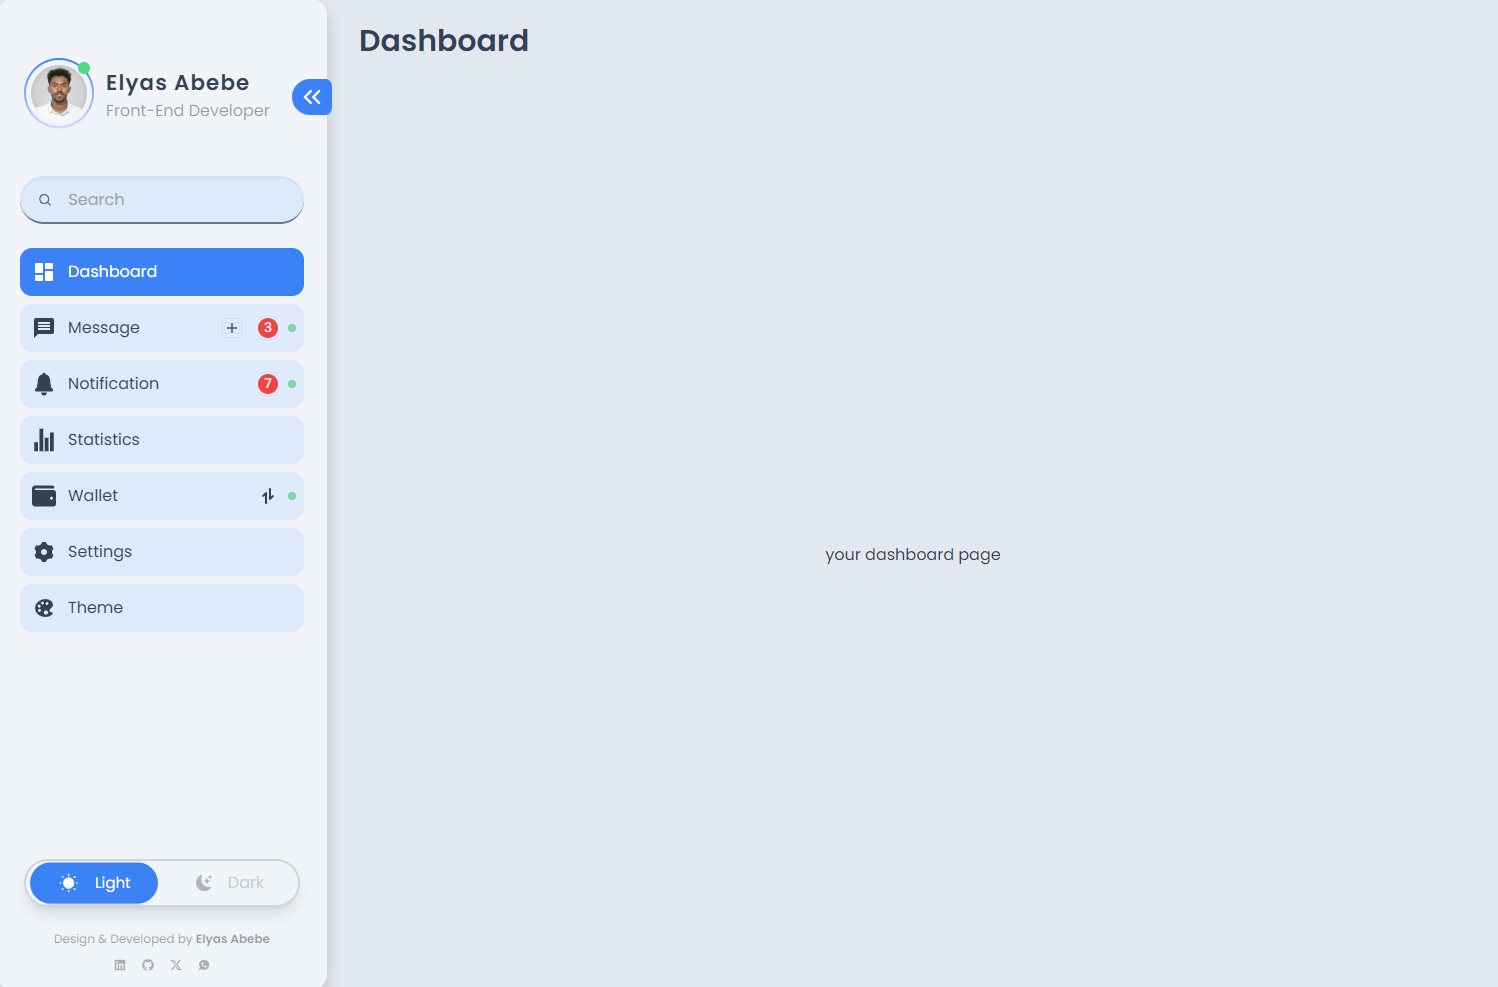 Dashboard
Elyas Abebe
Front-End Developer
Search
Dashboard
Message 3
Notification 7
Statistics
Wallet
Settings
Theme
your dashboard page
Light Dark
Design & Developed by Elyas Abebe